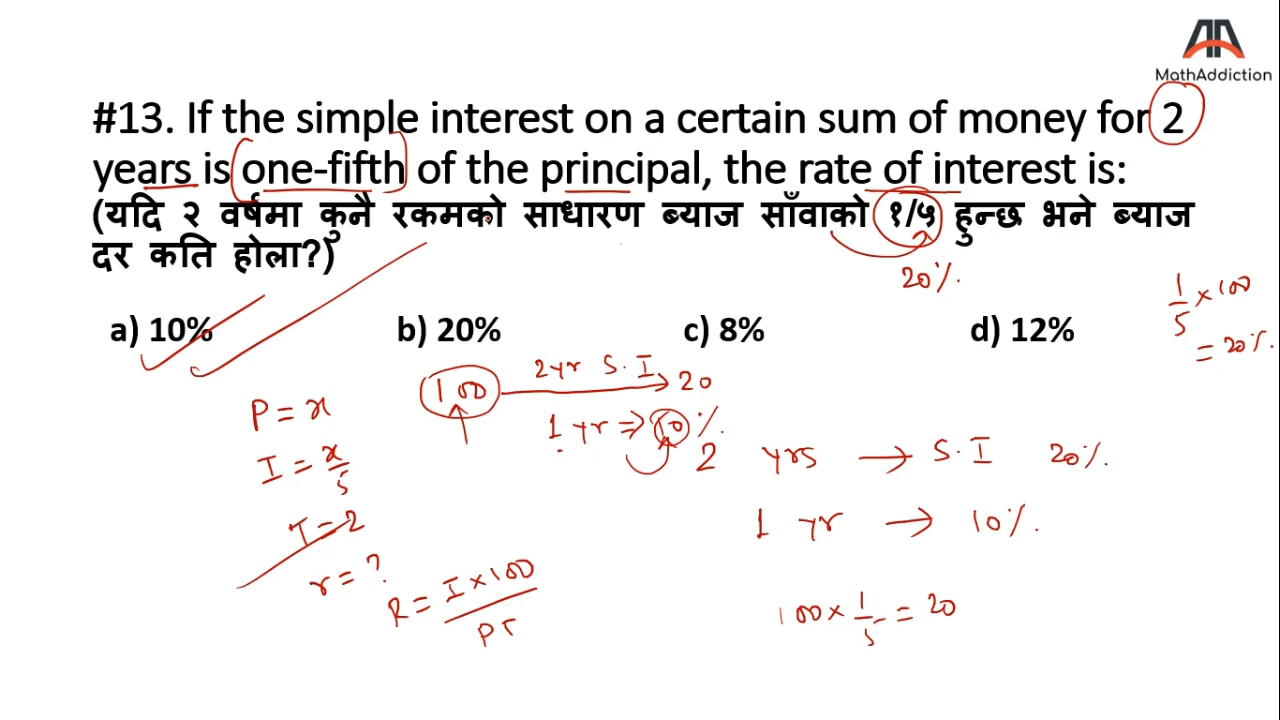 MathAddiction
#13. If the simple interest on a certain sum of money for 2
years is one-fifth of the principal, the rate of interest is:
(यदि २ वर्षमा कुनै रकमको साधारण ब्याज साँवाको १/५ हुन्छ भने ब्याज
दर कति होला?)
20%.
1/5 × 100
= 20%.
a) 10% b) 20% c) 8% d) 12%
100 2yr S.I 20
1 yr ⇒ 10%.
P = x
I = x/5
T = 2
r = ?
R = I × 100 / PT
2 yrs → S.I 20%.
1 yr → 10%.
100 × 1/5 = 20